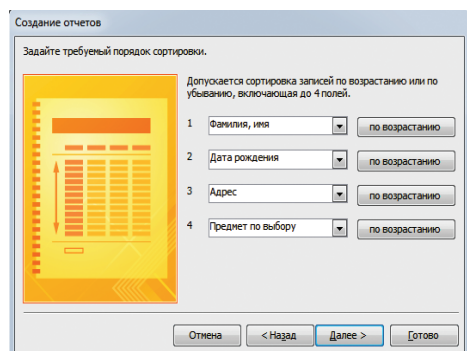 Создание отчетов
Задайте требуемый порядок сортировки.
Допускается сортировка записей по возрастанию или по
убыванию, включающая до 4 полей.
1 Фамилия, имя по возрастанию
2 Дата рождения по возрастанию
3 Адрес по возрастанию
4 Предмет по выбору по возрастанию
Отмена < Назад Далее > Готово